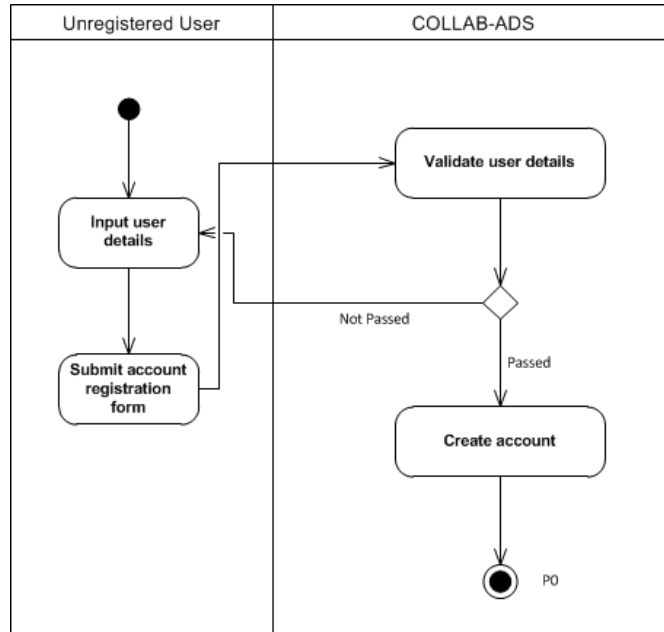 Unregistered User
COLLAB-ADS
Validate user details
Input user
details
Not Passed
Passed
Submit account
registration
form
Create account
P0